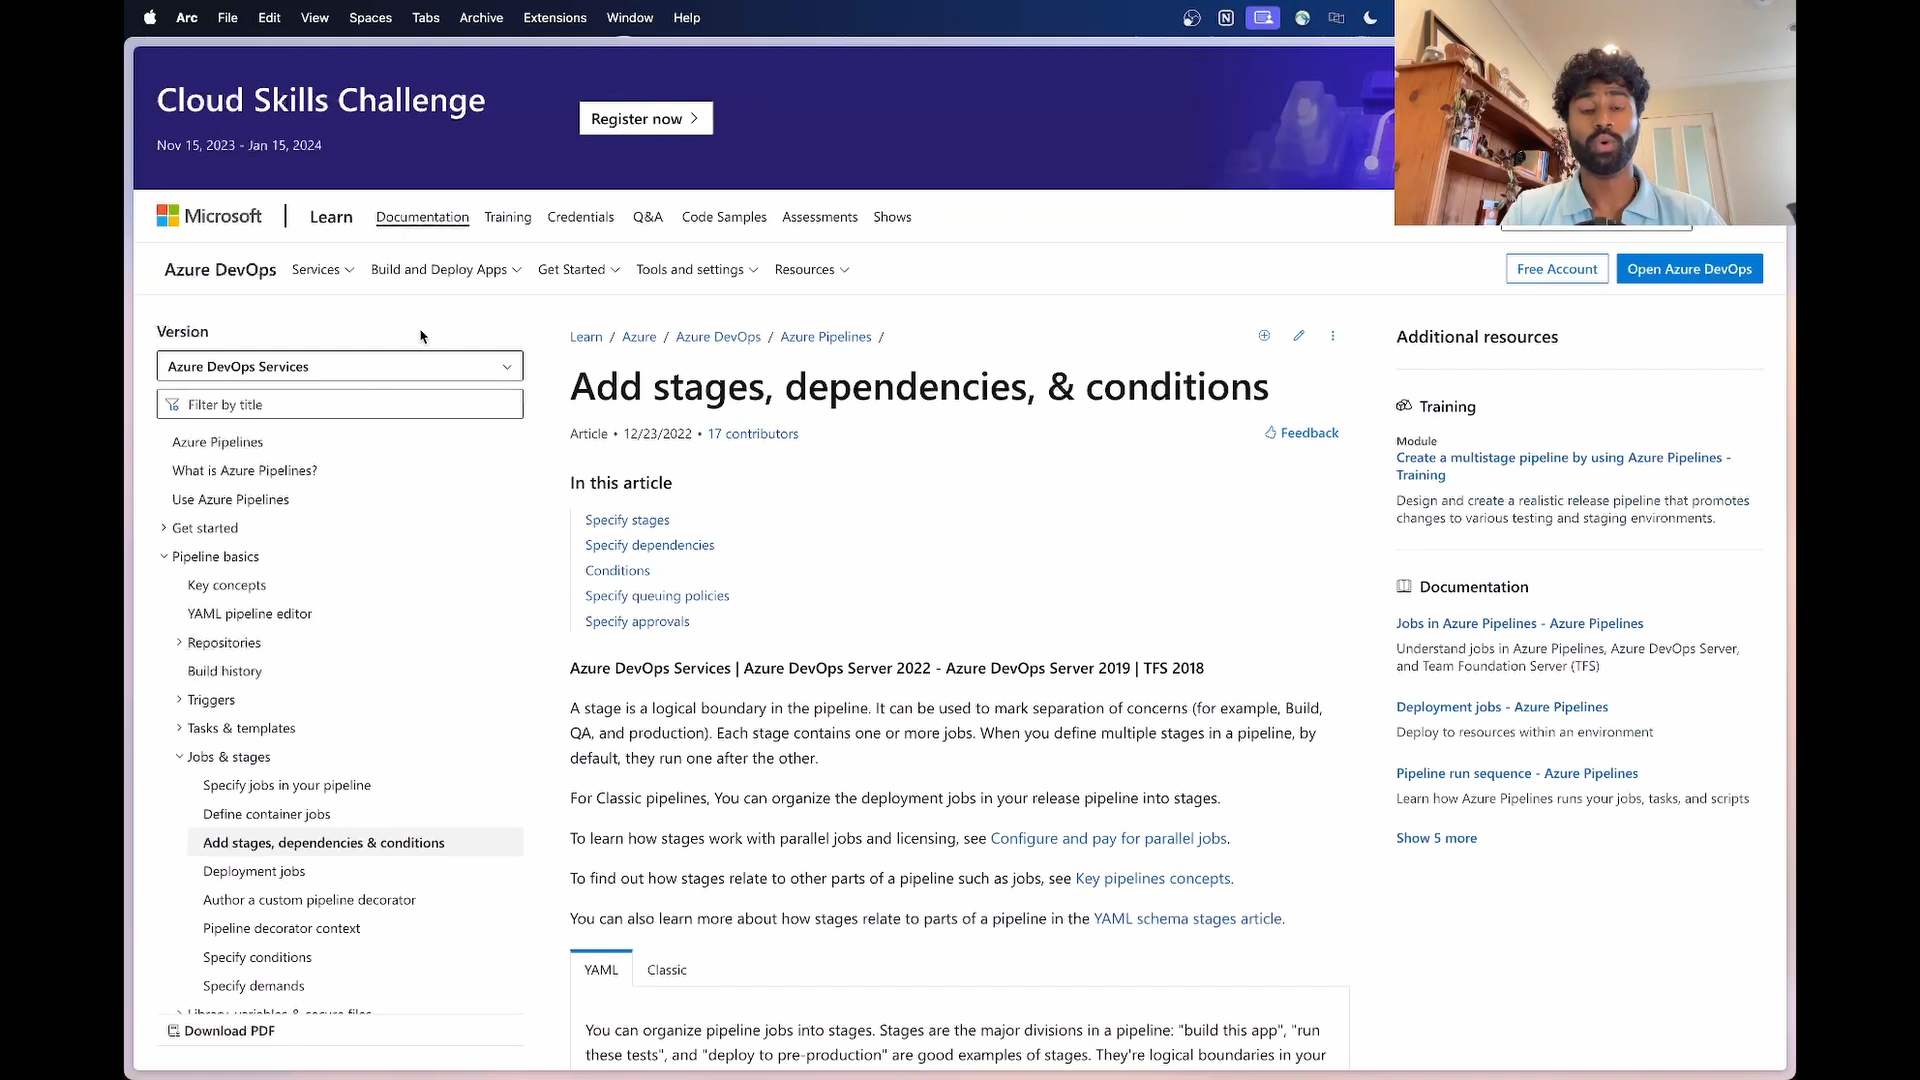 Arc File Edit View Spaces Tabs Archive Extensions Window Help
Cloud Skills Challenge
Nov 15, 2023 - Jan 15, 2024
Register now
Microsoft Learn Documentation Training Credentials Q&A Code Samples Assessments Shows
Azure DevOps Services Build and Deploy Apps Get Started Tools and settings Resources Free Account Open Azure DevOps
Version
Azure DevOps Services
Filter by title
Azure Pipelines
What is Azure Pipelines?
Use Azure Pipelines
Get started
Pipeline basics
Key concepts
YAML pipeline editor
Repositories
Build history
Triggers
Tasks & templates
Jobs & stages
Specify jobs in your pipeline
Define container jobs
Add stages, dependencies & conditions
Deployment jobs
Author a custom pipeline decorator
Pipeline decorator context
Specify conditions
Specify demands
Library, variables & secure files
Download PDF
Learn / Azure / Azure DevOps / Azure Pipelines /
Add stages, dependencies, & conditions
Article • 12/23/2022 • 17 contributors
Feedback
In this article
Specify stages
Specify dependencies
Conditions
Specify queuing policies
Specify approvals
Azure DevOps Services | Azure DevOps Server 2022 - Azure DevOps Server 2019 | TFS 2018
A stage is a logical boundary in the pipeline. It can be used to mark separation of concerns (for example, Build,
QA, and production). Each stage contains one or more jobs. When you define multiple stages in a pipeline, by
default, they run one after the other.
For Classic pipelines, You can organize the deployment jobs in your release pipeline into stages.
To learn how stages work with parallel jobs and licensing, see Configure and pay for parallel jobs.
To find out how stages relate to other parts of a pipeline such as jobs, see Key pipelines concepts.
You can also learn more about how stages relate to parts of a pipeline in the YAML schema stages article.
YAML Classic
You can organize pipeline jobs into stages. Stages are the major divisions in a pipeline: "build this app", "run
these tests", and "deploy to pre-production" are good examples of stages. They're logical boundaries in your
Additional resources
Training
Module
Create a multistage pipeline by using Azure Pipelines -
Training
Design and create a realistic release pipeline that promotes
changes to various testing and staging environments.
Documentation
Jobs in Azure Pipelines - Azure Pipelines
Understand jobs in Azure Pipelines, Azure DevOps Server,
and Team Foundation Server (TFS)
Deployment jobs - Azure Pipelines
Deploy to resources within an environment
Pipeline run sequence - Azure Pipelines
Learn how Azure Pipelines runs your jobs, tasks, and scripts
Show 5 more